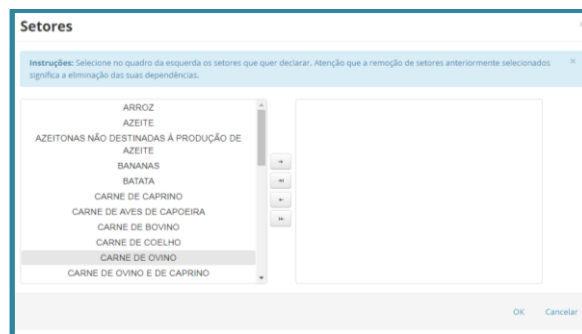 Setores
Instruções: Selecione no quadro da esquerda os setores que quer declarar. Atenção que a remoção de setores anteriormente selecionados
significa a eliminação das suas dependências.
ARROZ
AZEITE
AZEITONAS NÃO DESTINADAS À PRODUÇÃO DE
AZEITE
BANANAS
BATATA
CARNE DE CAPRINO
CARNE DE AVES DE CAPOEIRA
CARNE DE BOVINO
CARNE DE COELHO
CARNE DE OVINO
CARNE DE OVINO E DE CAPRINO
OK Cancelar